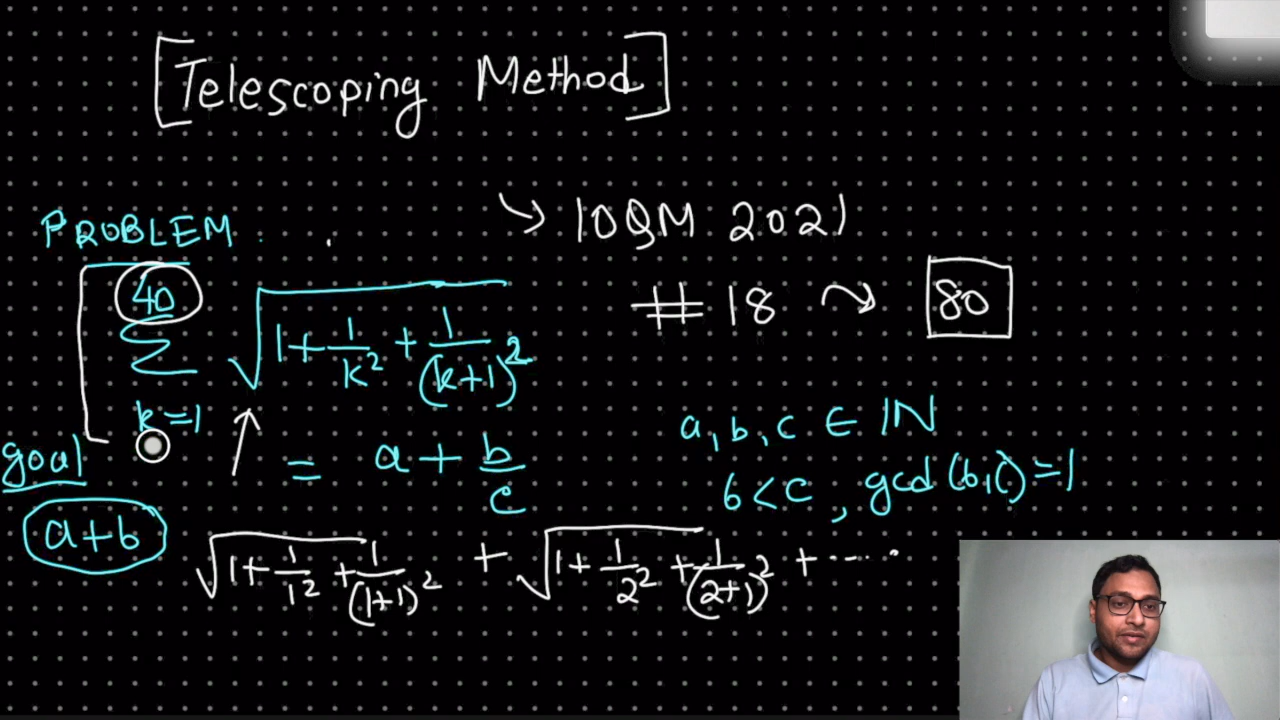 [Telescoping Method]
PROBLEM.
→ IOQM 2021
# 18 ⤳ 80
40
∑ √(1+1/k²+1/(k+1)²)
k=1
a, b, c ∈ IN
goal
= a + b/c
b < c, gcd(b,c)=1
a+b
√(1+1/1²+1/(1+1)²) + √(1+1/2²+1/(2+1)²) + .....